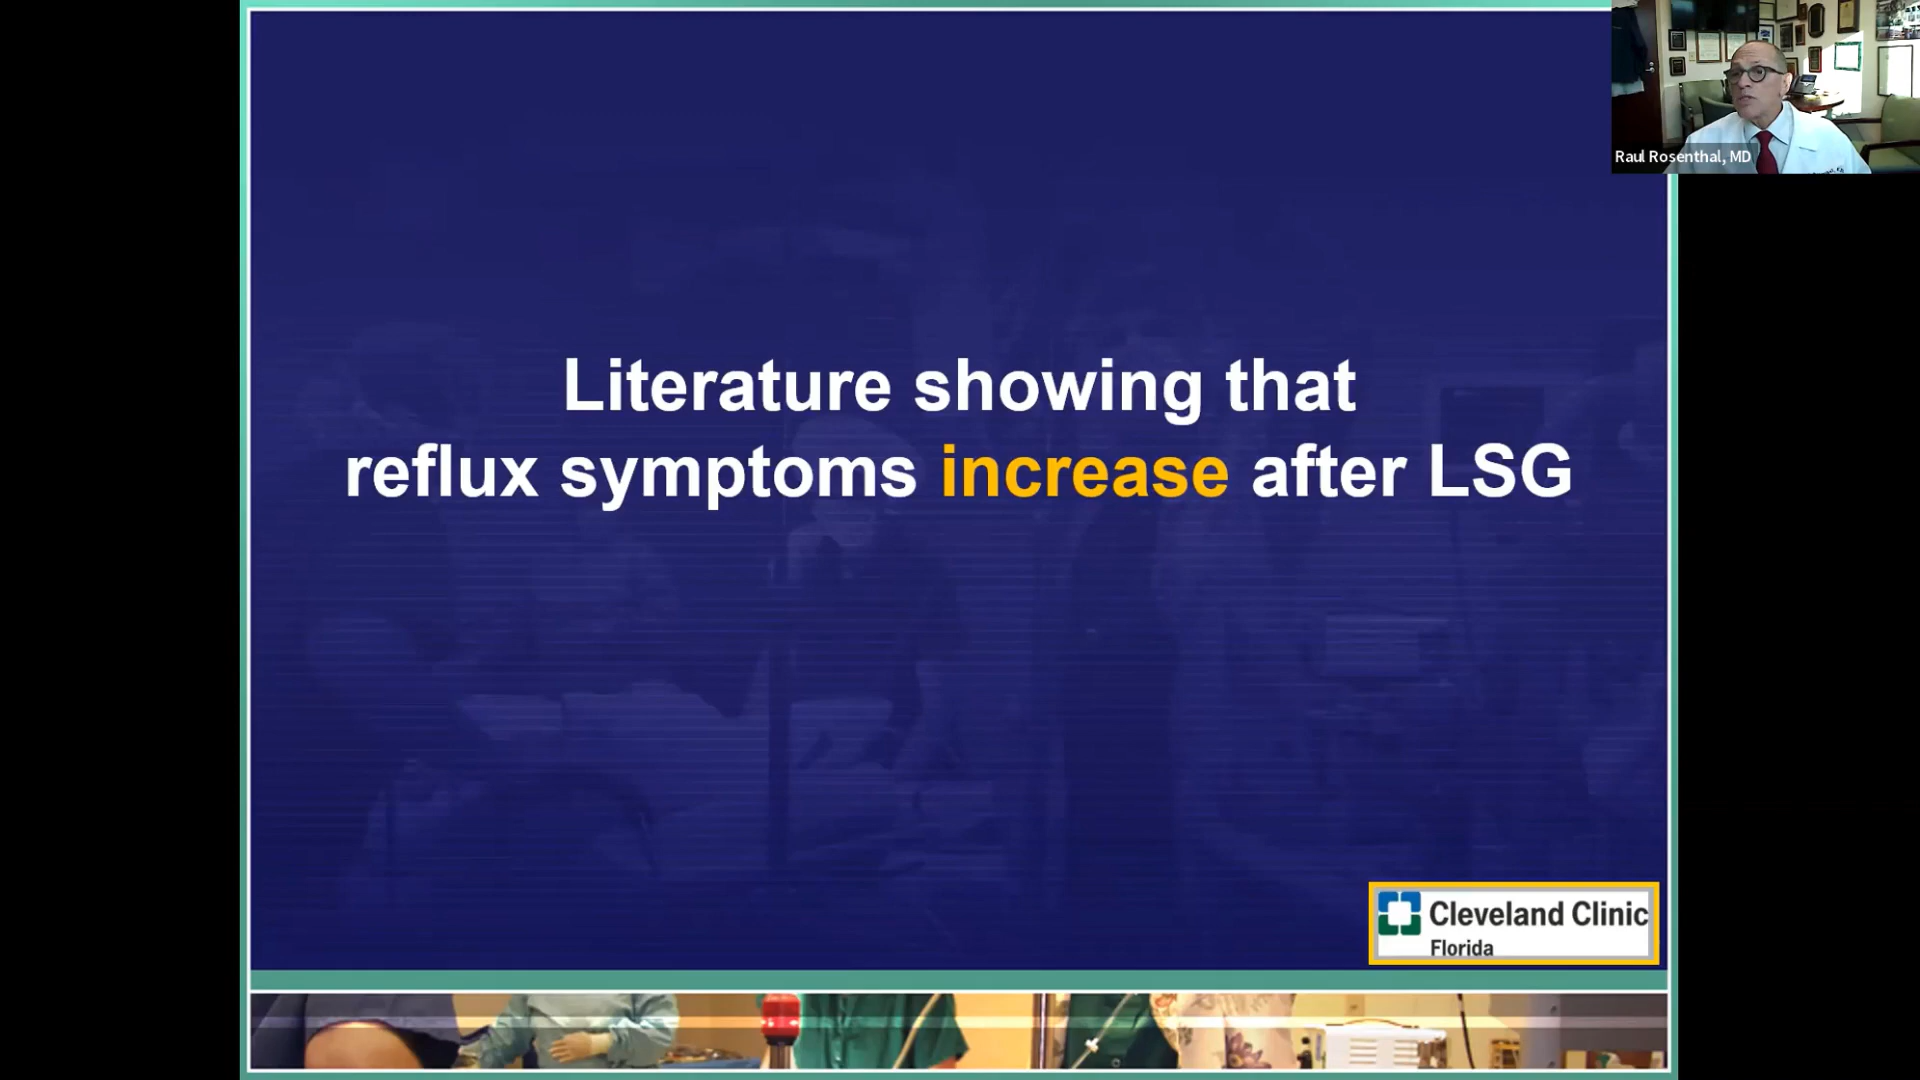 Raul Rosenthal, MD
Literature showing that
reflux symptoms increase after LSG
Cleveland Clinic
Florida